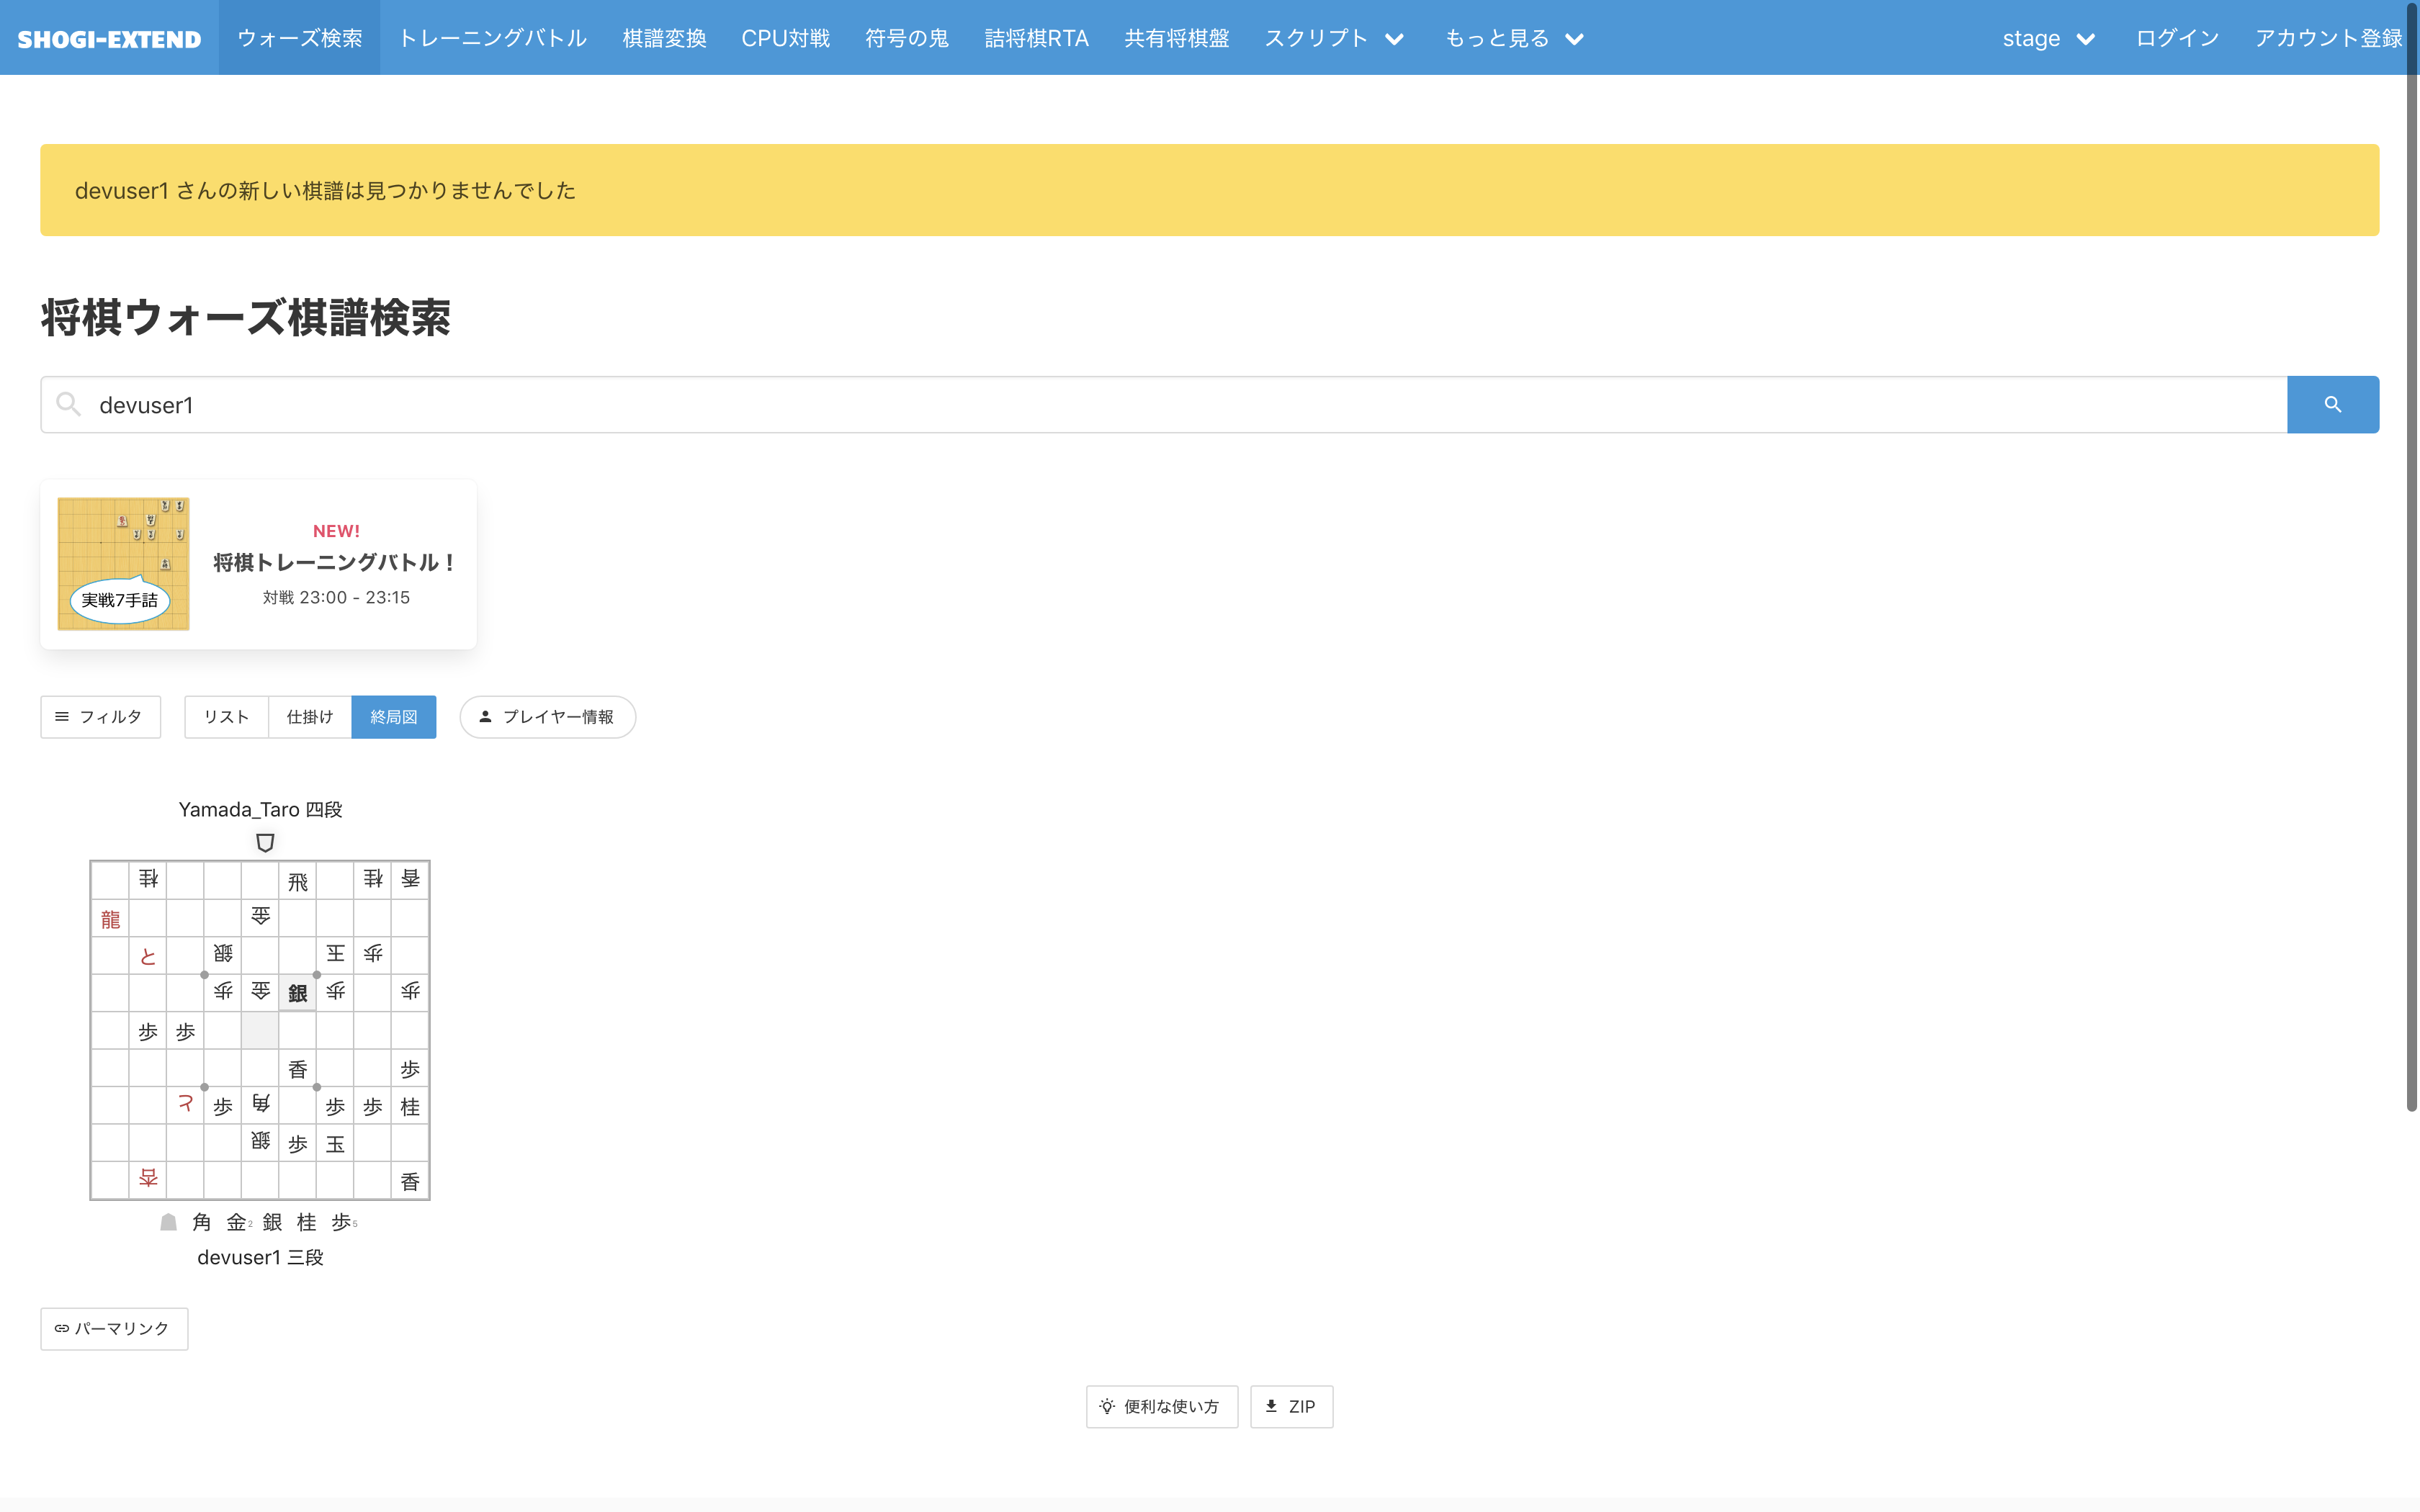 SHOGI-EXTEND ウォーズ検索 トレーニングバトル 棋譜変換 CPU対戦 符号の鬼 詰将棋RTA 共有将棋盤 スクリプト もっと見る stage ログイン アカウント登録
devuser1 さんの新しい棋譜は見つかりませんでした
将棋ウォーズ棋譜検索
devuser1
実戦7手詰
NEW!
将棋トレーニングバトル！
対戦 23:00 - 23:15
フィルタ リスト 仕掛け 終局図 プレイヤー情報
Yamada_Taro 四段
桂 飛 桂 香
龍 金
と 銀 王 歩
歩 金 銀 歩 歩
歩 歩
香 歩
と 歩 角 歩 歩 桂
銀 歩 玉
杏 香
角 金2 銀 桂 歩5
devuser1 三段
パーマリンク
便利な使い方 ZIP